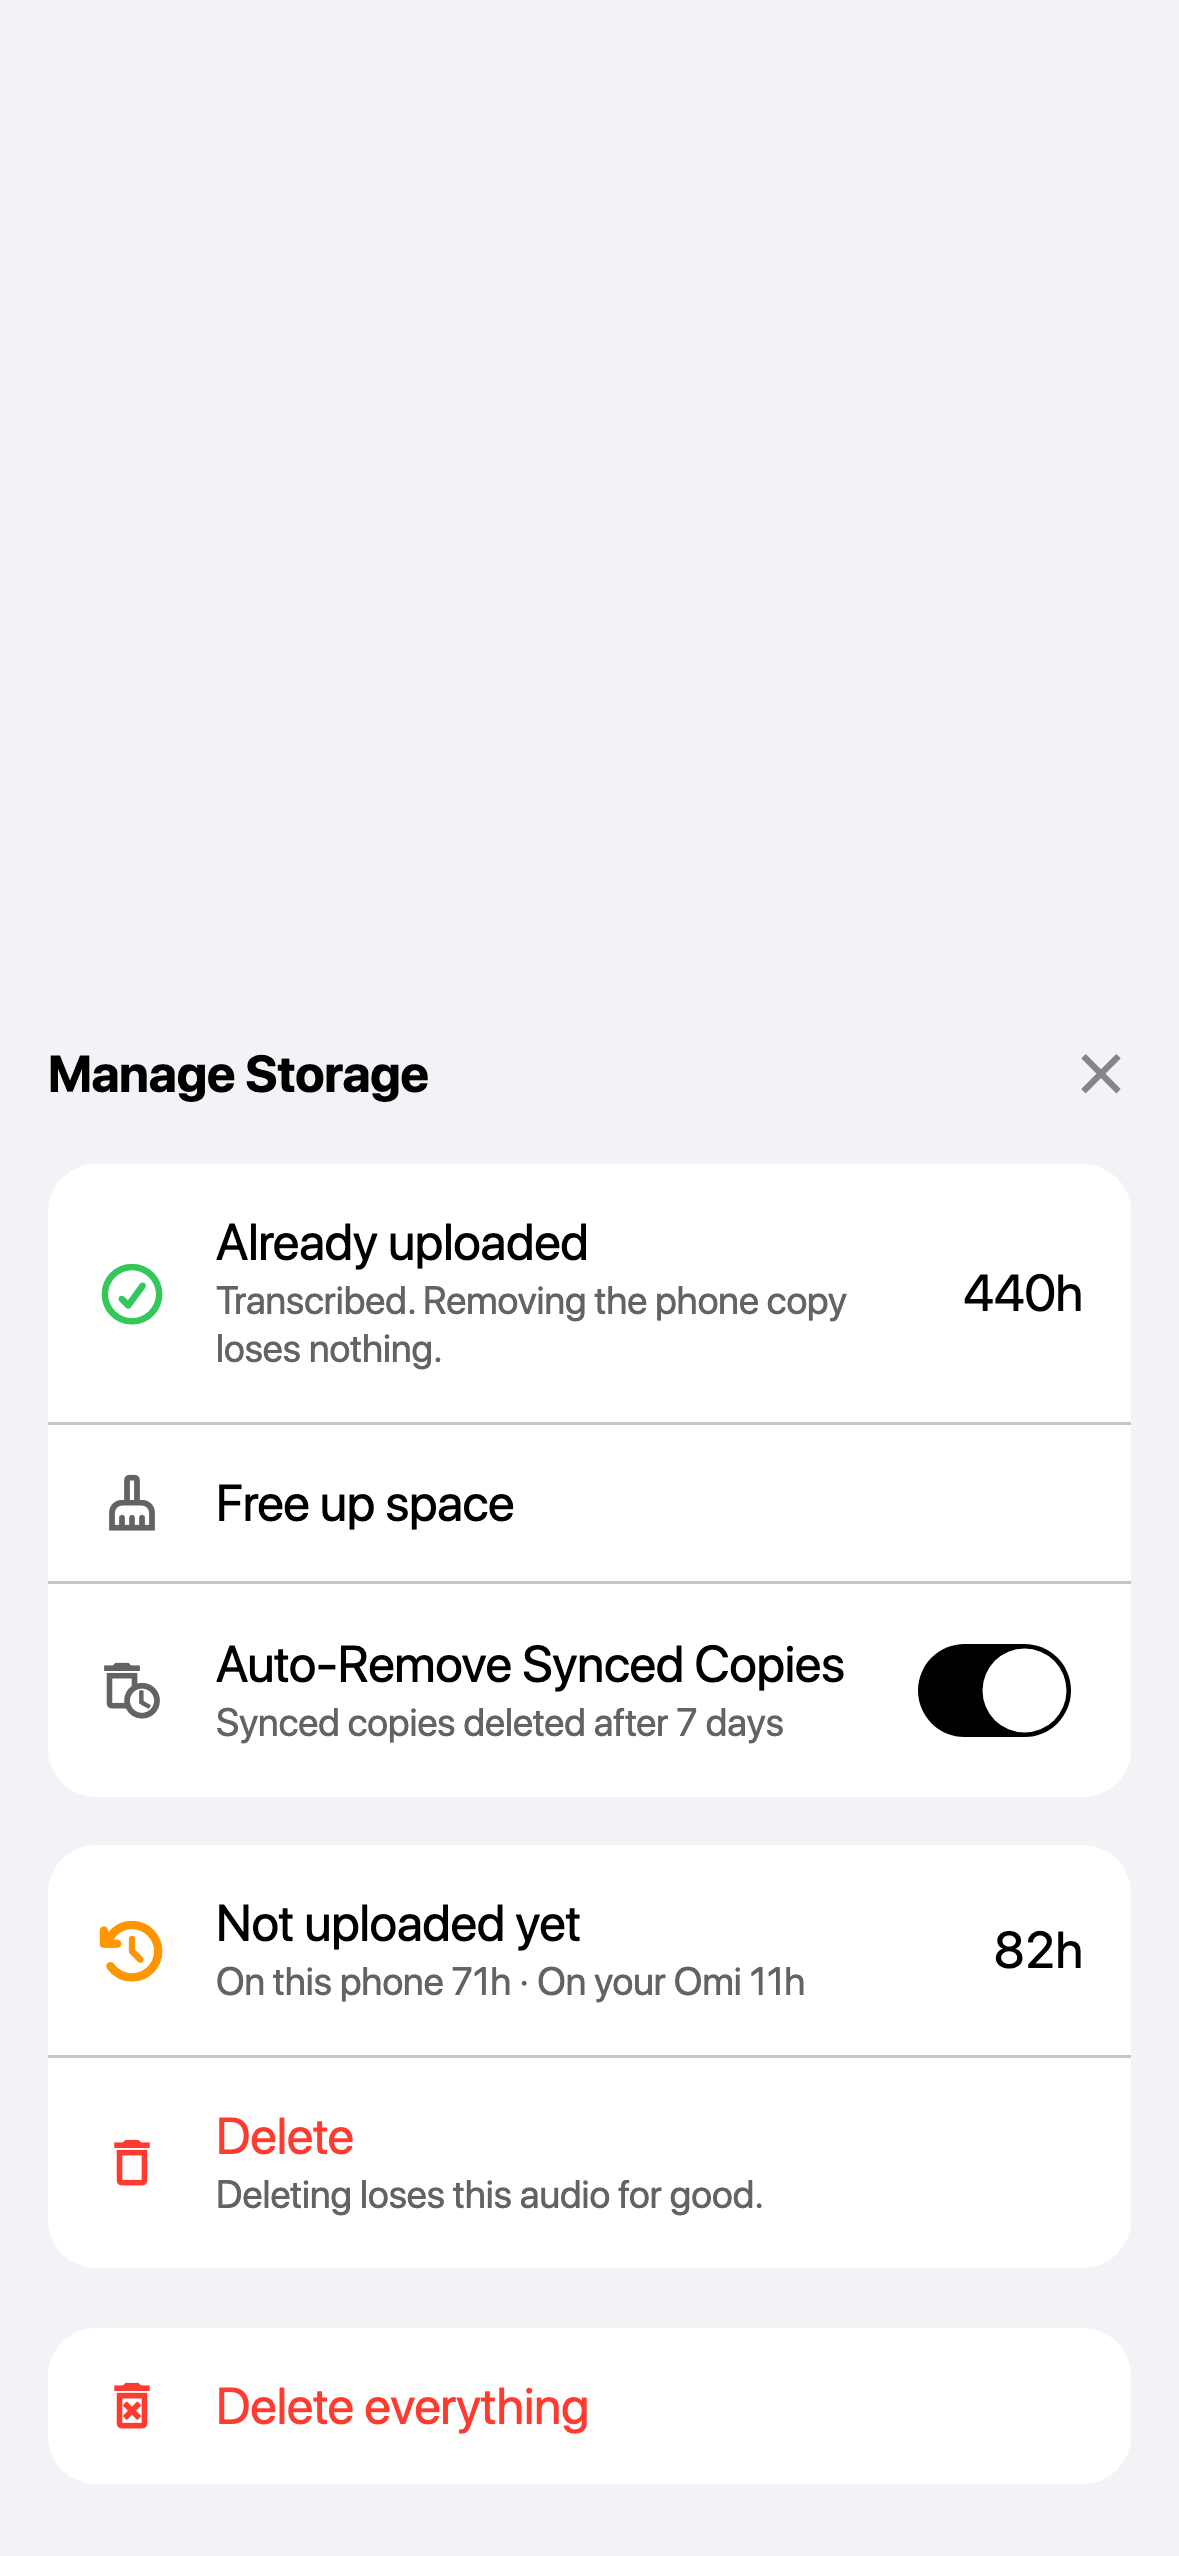 Manage Storage
Already uploaded
Transcribed. Removing the phone copy
loses nothing.
440h
Free up space
Auto-Remove Synced Copies
Synced copies deleted after 7 days
Not uploaded yet
On this phone 71h · On your Omi 11h
82h
Delete
Deleting loses this audio for good.
Delete everything